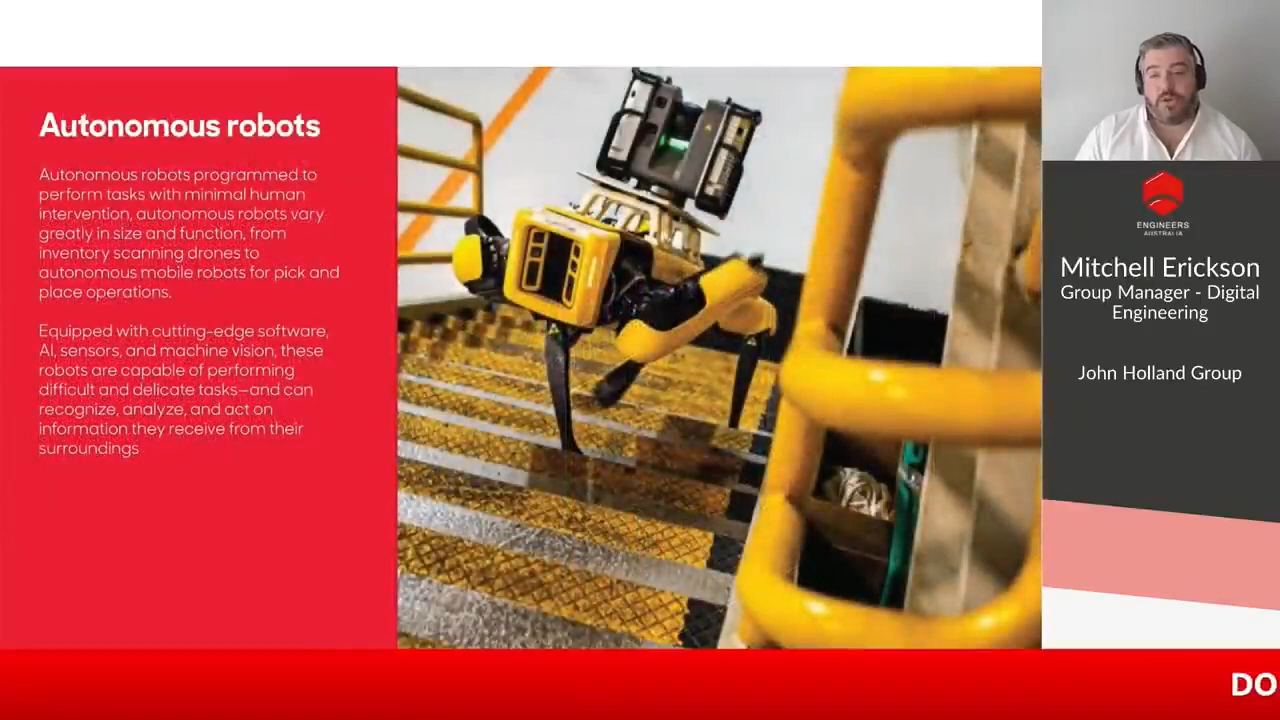 Autonomous robots
Autonomous robots programmed to
perform tasks with minimal human
intervention, autonomous robots vary
greatly in size and function, from
inventory scanning drones to
autonomous mobile robots for pick and
place operations.
Equipped with cutting-edge software,
AI, sensors, and machine vision, these
robots are capable of performing
difficult and delicate tasks—and can
recognize, analyze, and act on
information they receive from their
surroundings
ENGINEERS
AUSTRALIA
Mitchell Erickson
Group Manager - Digital
Engineering
John Holland Group
DO